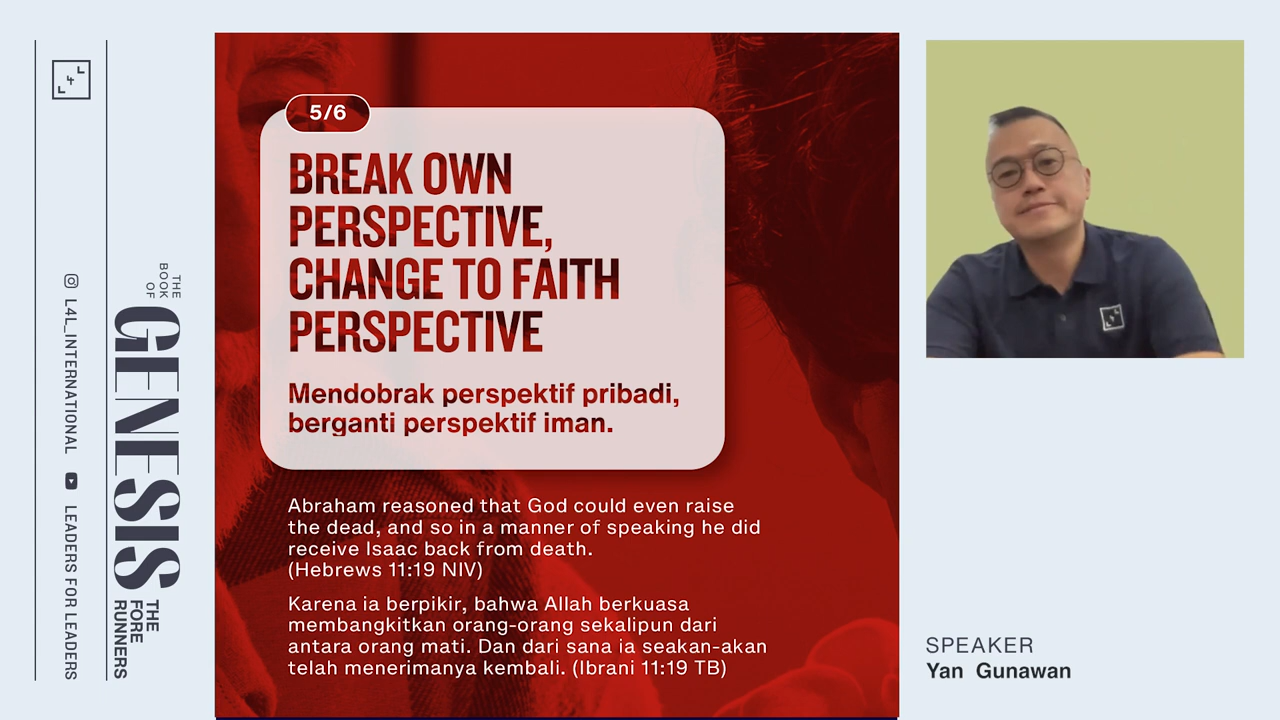 THE
BOOK
OF
GENESIS
THE
FORE
RUNNERS
L4L_INTERNATIONAL
LEADERS FOR LEADERS
5/6
BREAK OWN
PERSPECTIVE,
CHANGE TO FAITH
PERSPECTIVE
Mendobrak perspektif pribadi,
berganti perspektif iman.
Abraham reasoned that God could even raise
the dead, and so in a manner of speaking he did
receive Isaac back from death.
(Hebrews 11:19 NIV)
Karena ia berpikir, bahwa Allah berkuasa
membangkitkan orang-orang sekalipun dari
antara orang mati. Dan dari sana ia seakan-akan
telah menerimanya kembali. (Ibrani 11:19 TB)
SPEAKER
Yan Gunawan